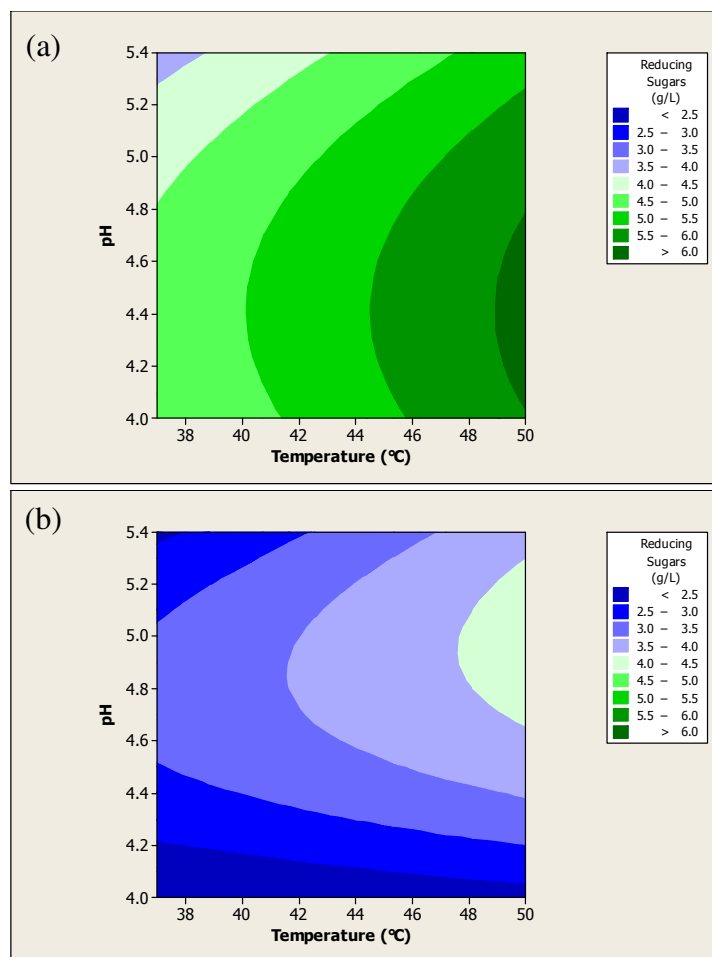 (a)
5.4
5.2
5.0
4.8
4.6
4.4
4.2
4.0
pH
38 40 42 44 46 48 50
Temperature (°C)
Reducing
Sugars
(g/L)
< 2.5
2.5 – 3.0
3.0 – 3.5
3.5 – 4.0
4.0 – 4.5
4.5 – 5.0
5.0 – 5.5
5.5 – 6.0
> 6.0
(b)
5.4
5.2
5.0
4.8
4.6
4.4
4.2
4.0
pH
38 40 42 44 46 48 50
Temperature (°C)
Reducing
Sugars
(g/L)
< 2.5
2.5 – 3.0
3.0 – 3.5
3.5 – 4.0
4.0 – 4.5
4.5 – 5.0
5.0 – 5.5
5.5 – 6.0
> 6.0